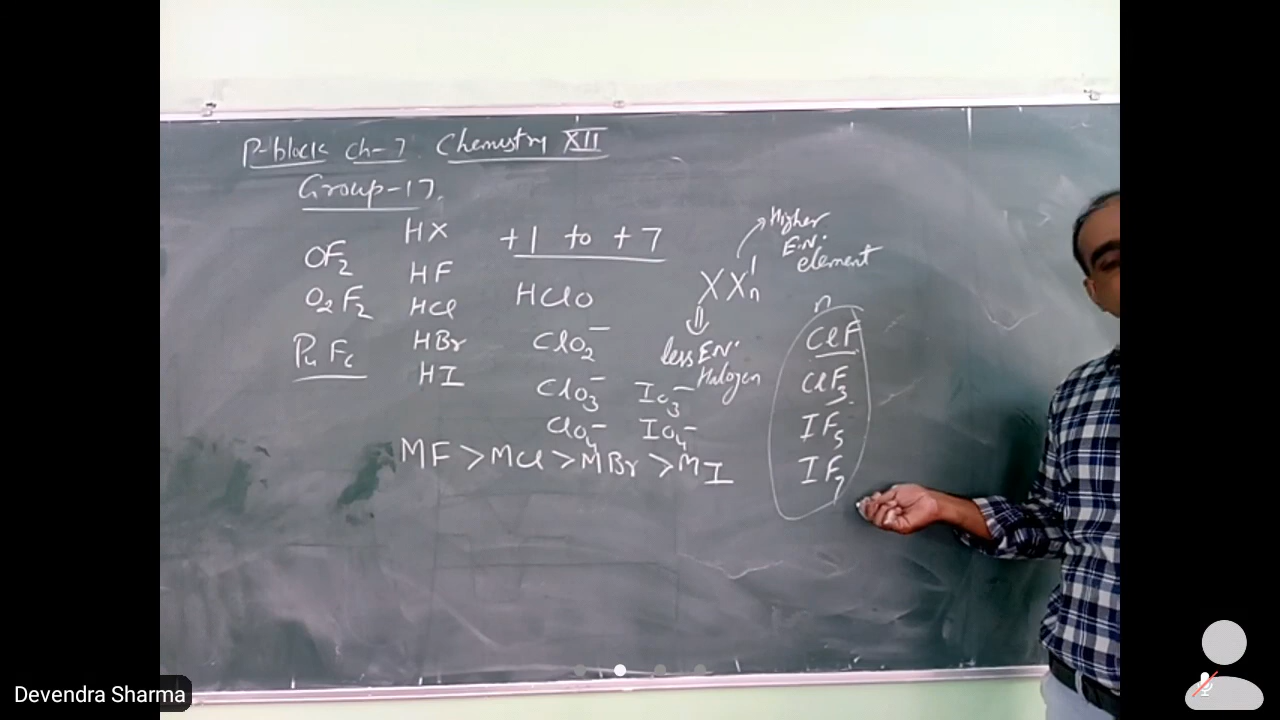 P-block Ch-7 Chemistry XII
Group-17.
OF2
O2F2
PuF6
HX
HF
HCl
HBr
HI
+1 to +7
HClO
ClO2⁻
ClO3⁻ IO3⁻
ClO4⁻ IO4⁻
MF > MCl > MBr > MI
Higher
E.N.
element
XX'n
less EN.
Halogen
n
ClF
ClF3
IF5
IF7
Devendra Sharma